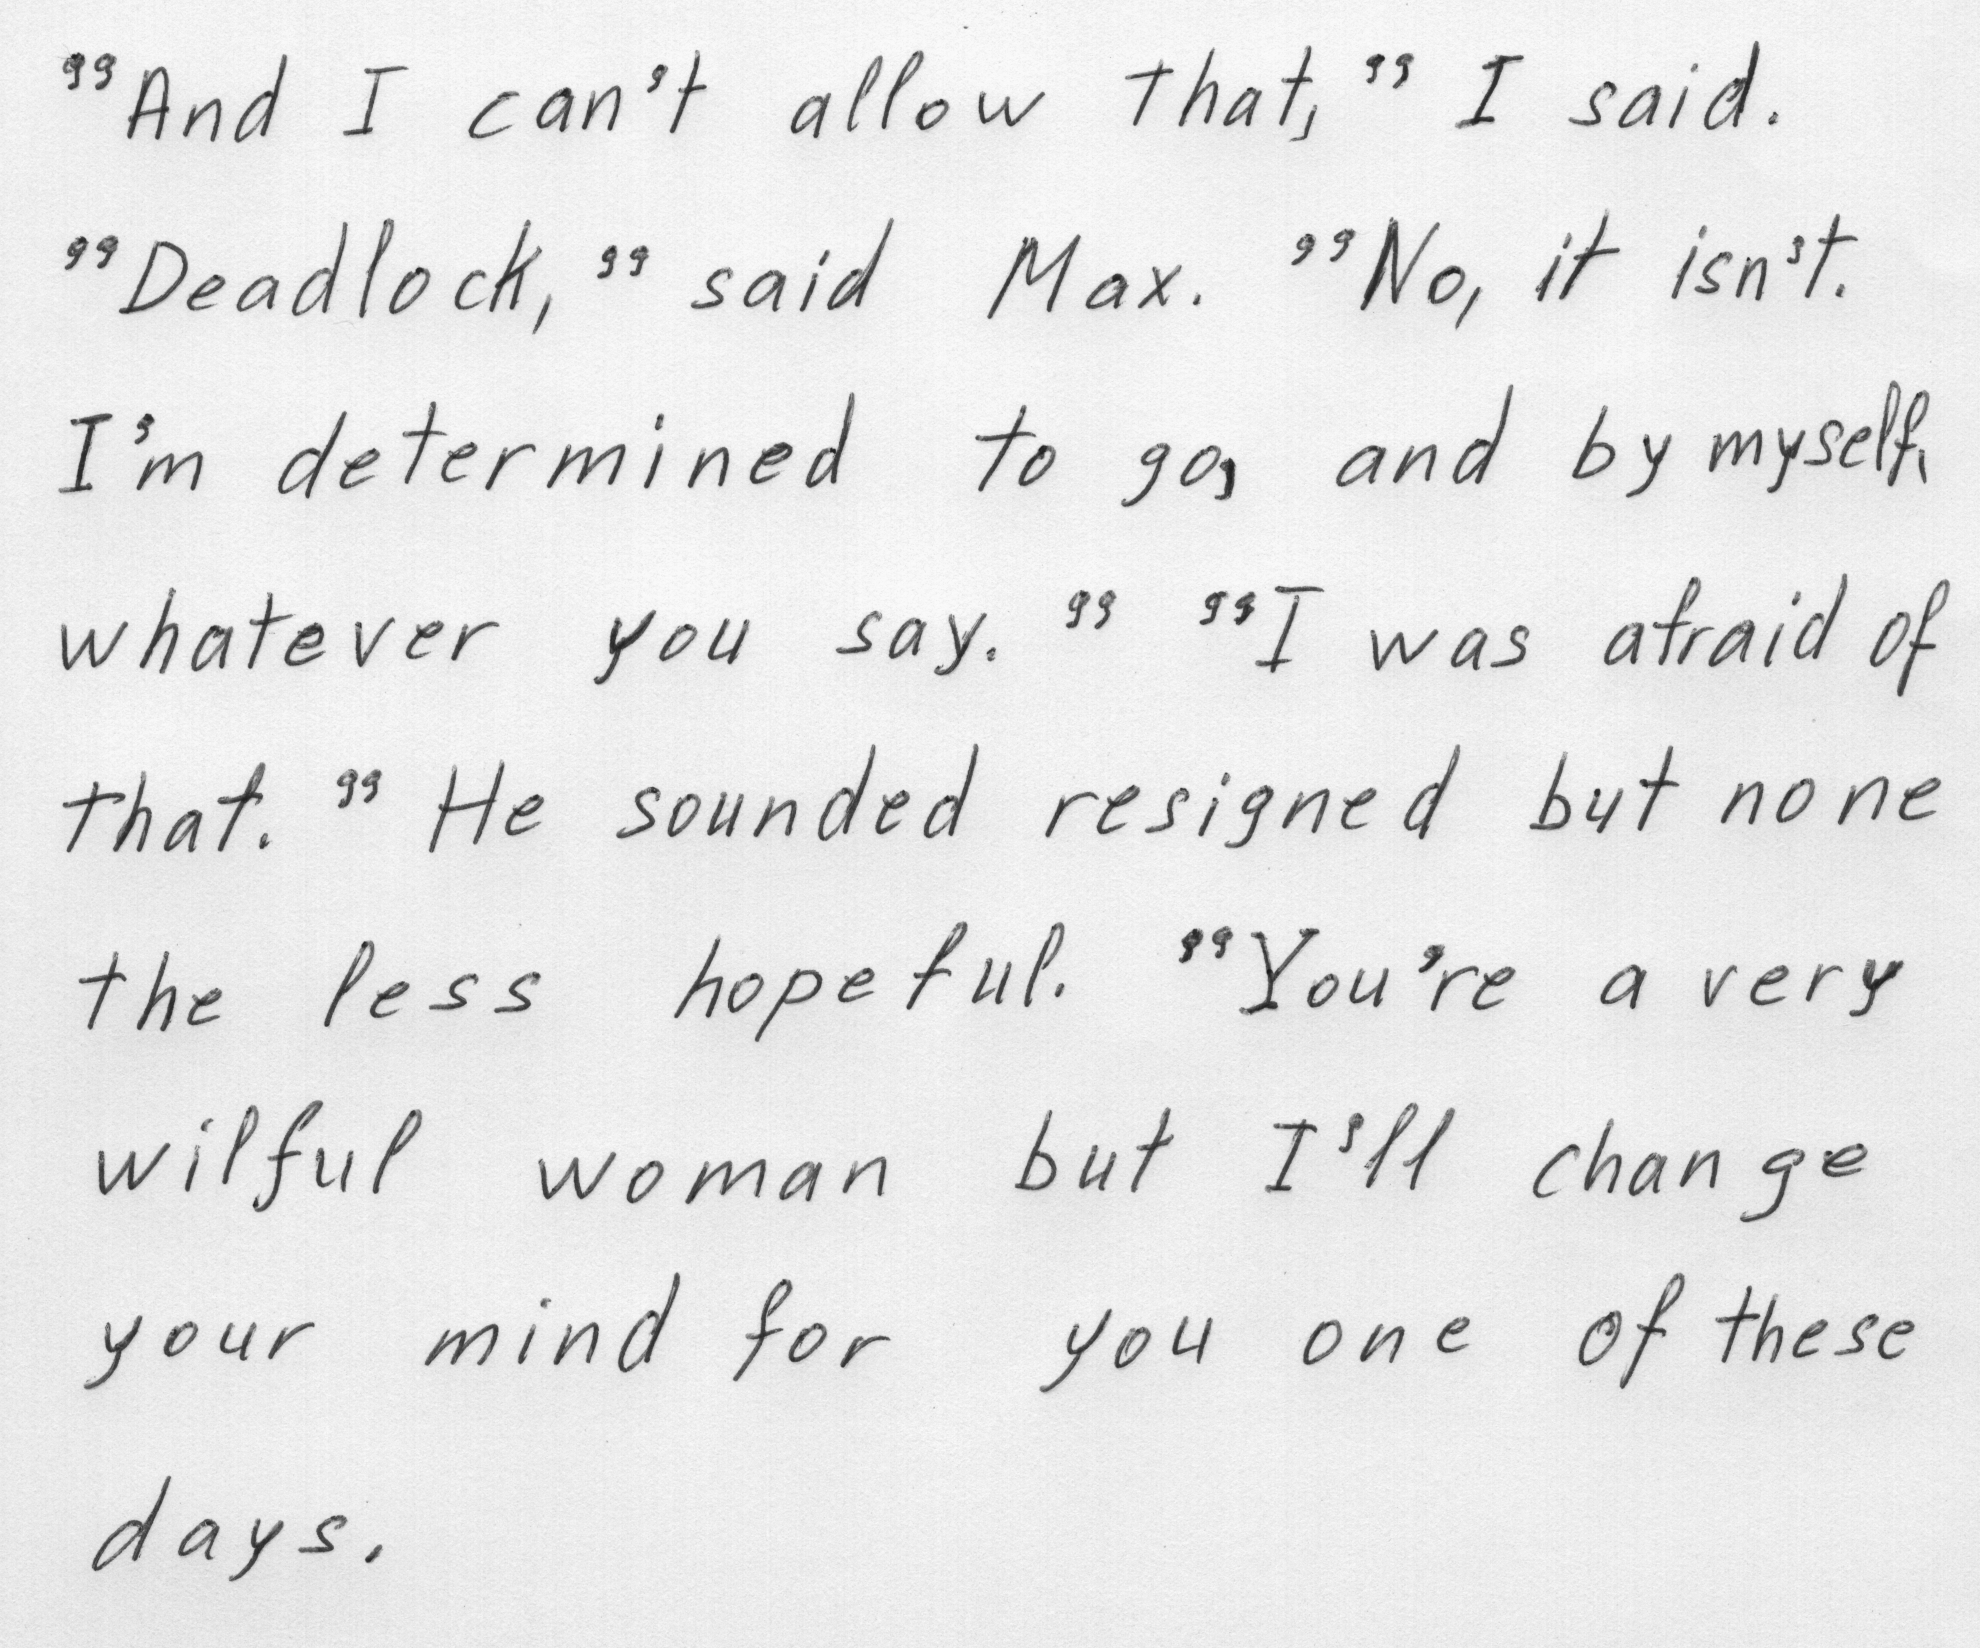 "And I can't allow that," I said.
"Deadlock," said Max. "No, it isn't.
I'm determined to go, and by myself,
whatever you say." "I was afraid of
that." He sounded resigned but none
the less hopeful. "You're a very
wilful woman but I'll change
your mind for you one of these
days.